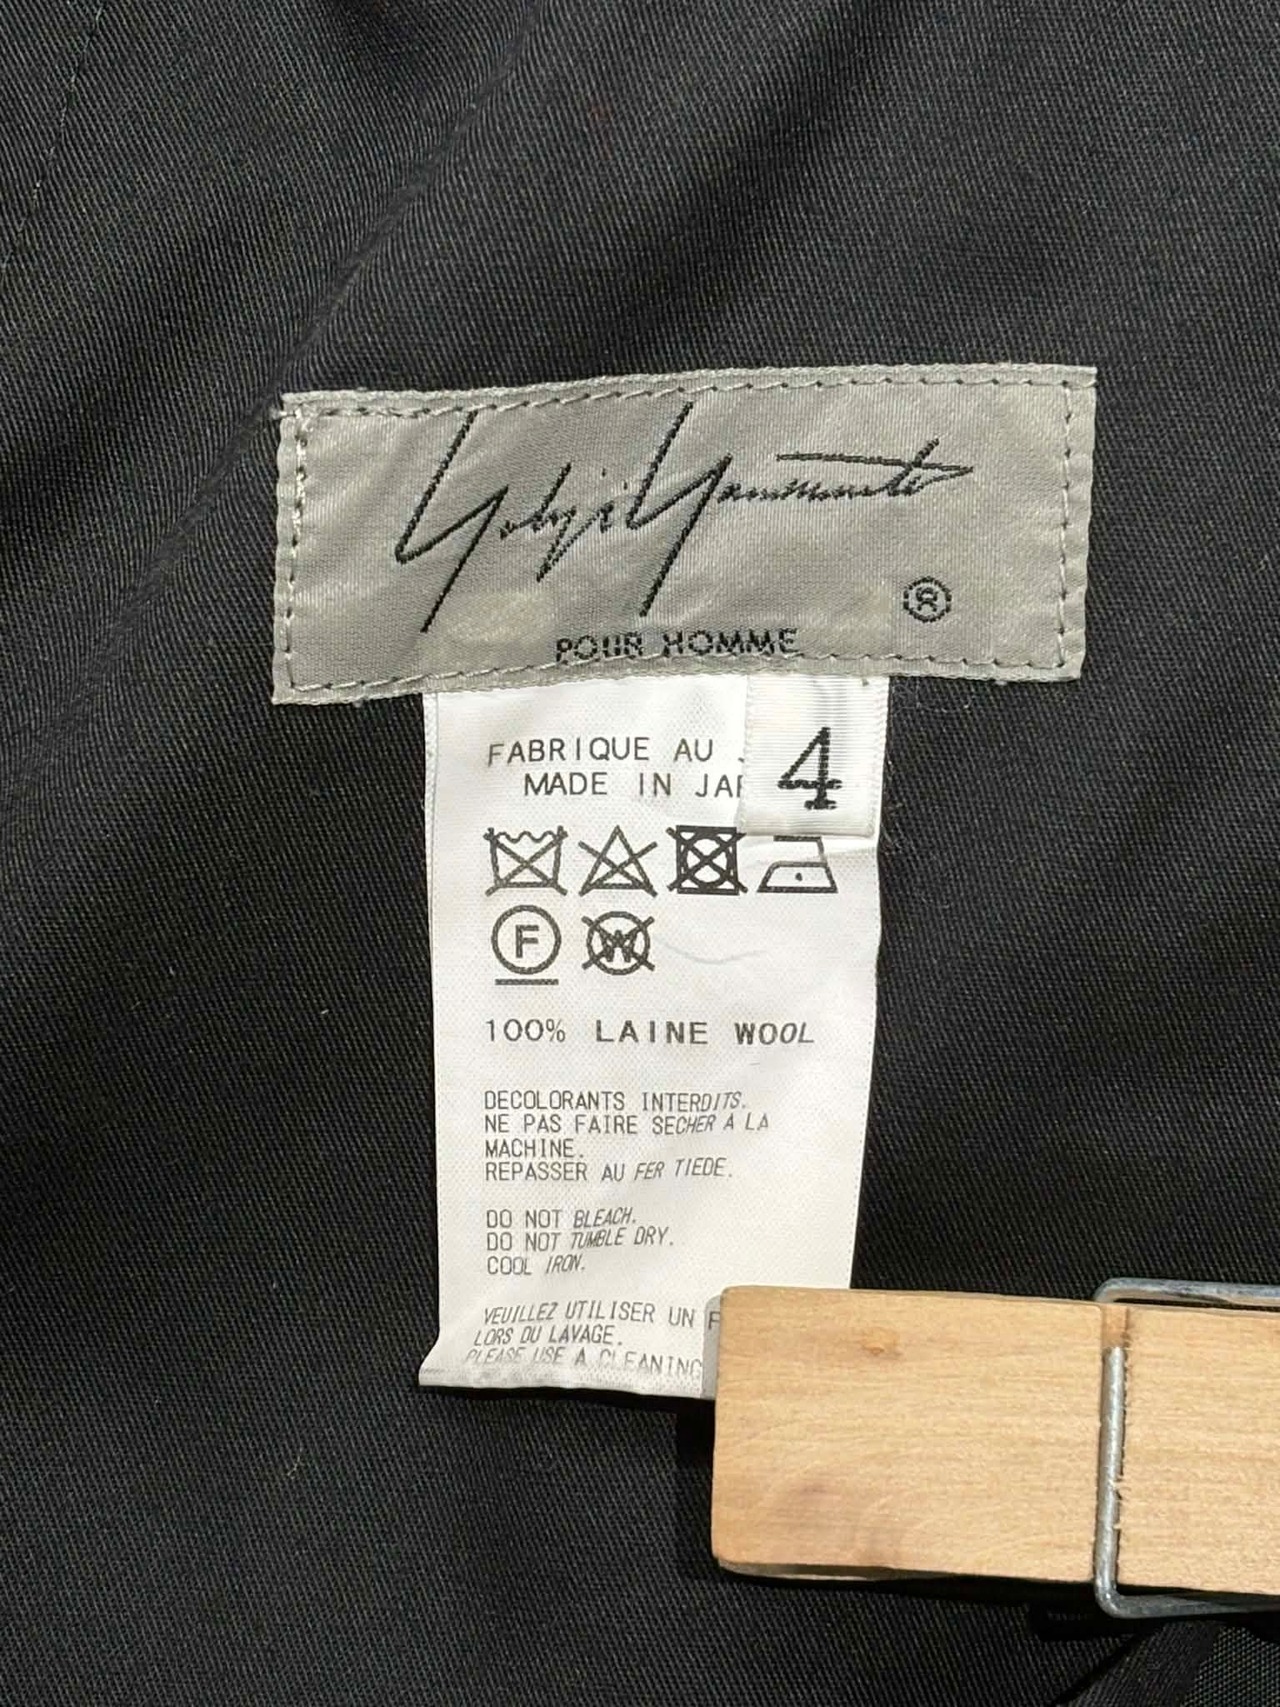 Yohji Yamamoto
®
POUR HOMME
FABRIQUE AU
MADE IN
4
F
W
100% LAINE WOOL
DECOLORANTS INTERDITS.
NE PAS FAIRE SECHER A LA
MACHINE.
REPASSER AU FER TIEDE.
DO NOT BLEACH.
DO NOT TUMBLE DRY.
COOL IRON.
VEUILLEZ UTILISER UN
LORS DU LAVAGE.
PLEASE USE A CLEANING